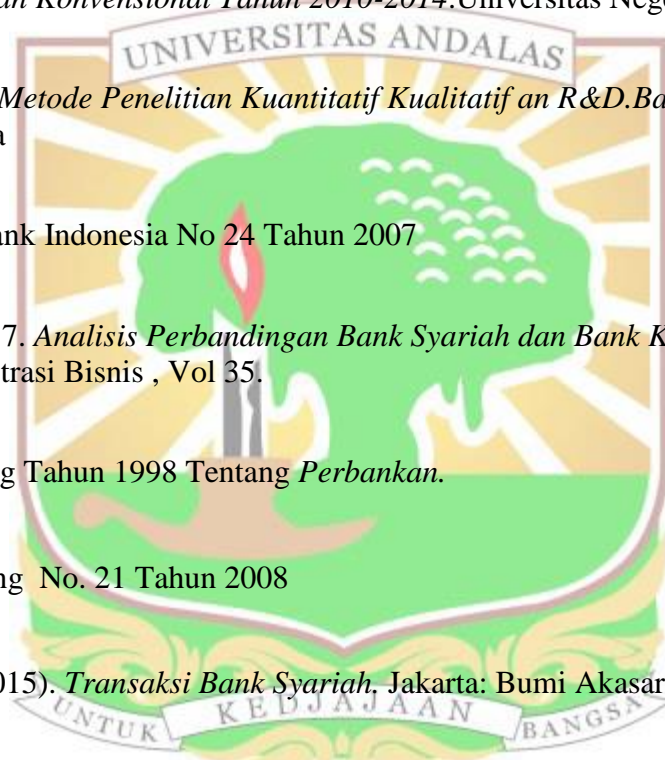 an Konvensional Tahun 2010-2014.Universitas Nege
UNIVERSITAS ANDALAS
Metode Penelitian Kuantitatif Kualitatif an R&D.Ba
a
ank Indonesia No 24 Tahun 2007
7. Analisis Perbandingan Bank Syariah dan Bank K
trasi Bisnis , Vol 35.
g Tahun 1998 Tentang Perbankan.
ng No. 21 Tahun 2008
015). Transaksi Bank Syariah. Jakarta: Bumi Akasar
UNTUK KEDJAJAAN BANGSA